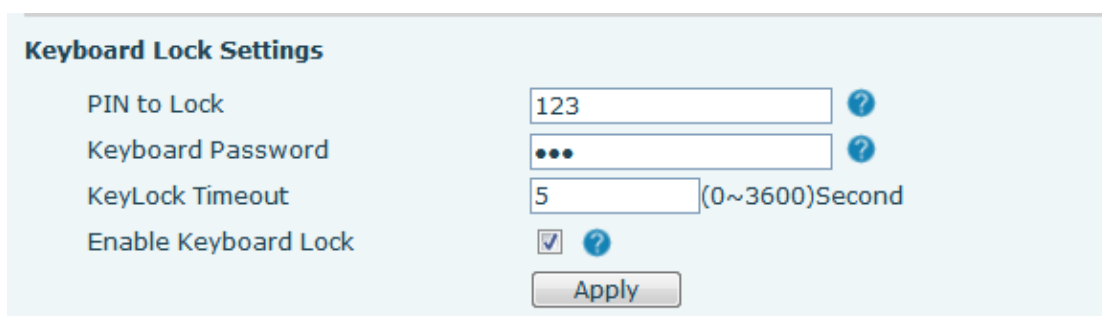 Keyboard Lock Settings
PIN to Lock 123 ?
Keyboard Password ••• ?
KeyLock Timeout 5 (0~3600)Second
Enable Keyboard Lock ?
Apply